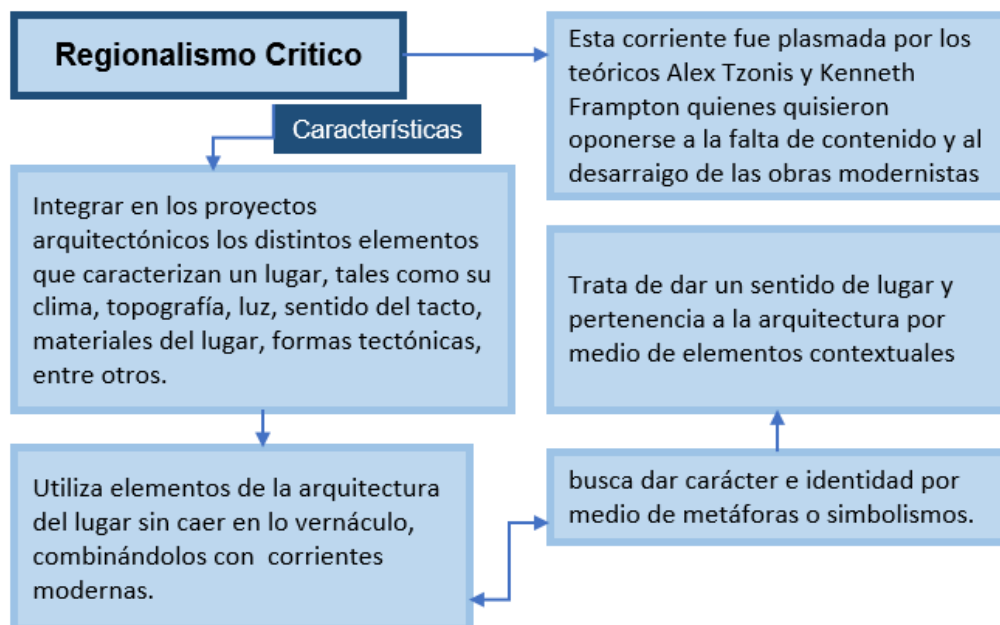 Regionalismo Critico
Esta corriente fue plasmada por los
teóricos Alex Tzonis y Kenneth
Frampton quienes quisieron
oponerse a la falta de contenido y al
desarraigo de las obras modernistas
Características
Integrar en los proyectos
arquitectónicos los distintos elementos
que caracterizan un lugar, tales como su
clima, topografía, luz, sentido del tacto,
materiales del lugar, formas tectónicas,
entre otros.
Utiliza elementos de la arquitectura
del lugar sin caer en lo vernáculo,
combinándolos con corrientes
modernas.
busca dar carácter e identidad por
medio de metáforas o simbolismos.
Trata de dar un sentido de lugar y
pertenencia a la arquitectura por
medio de elementos contextuales